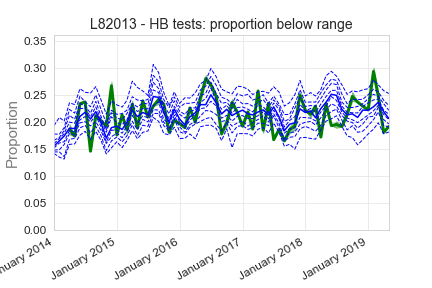 L82013 - HB tests: proportion below range
Proportion
0.35
0.30
0.25
0.20
0.15
0.10
0.05
0.00
2014
January 2015
January 2016
January 2017
January 2018
January 2019